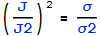 (J/J2)² = σ/σ2